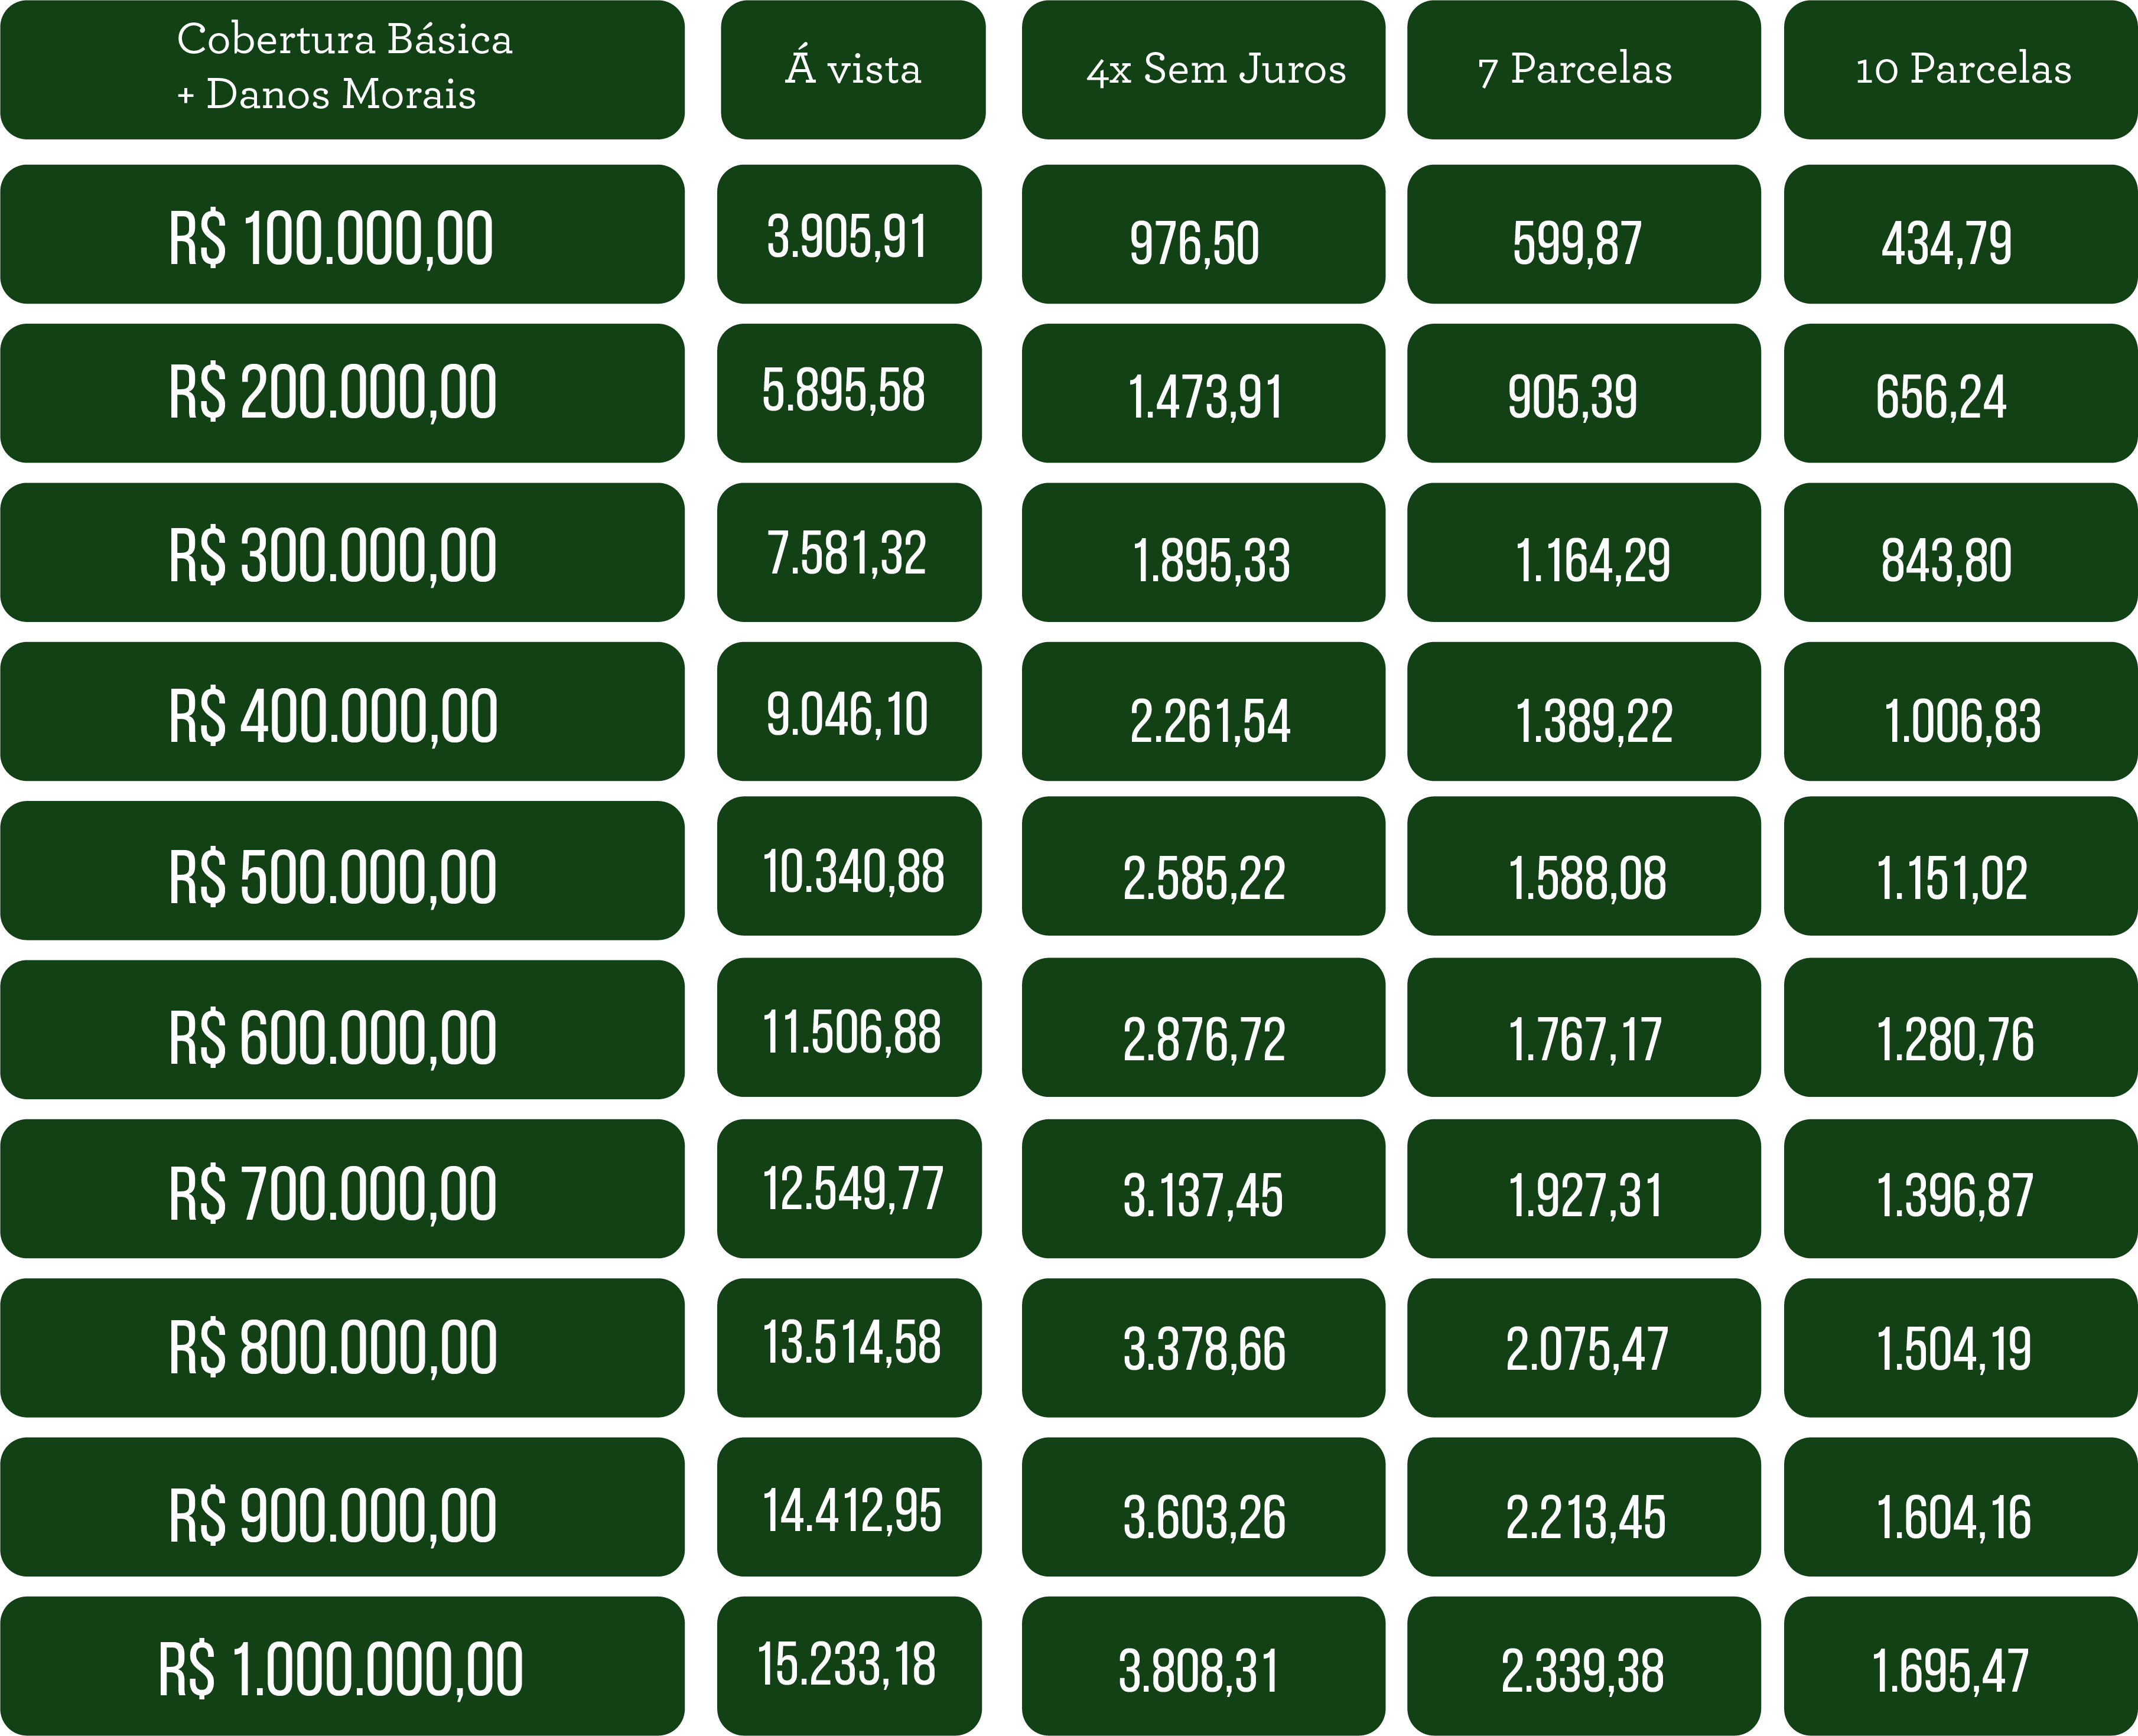 Cobertura Básica
+ Danos Morais
Á vista
4x Sem Juros
7 Parcelas
10 Parcelas
R$ 100.000,00 3.905,91 976,50 599,87 434,79
R$ 200.000,00 5.895,58 1.473,91 905,39 656,24
R$ 300.000,00 7.581,32 1.895,33 1.164,29 843,80
R$ 400.000,00 9.046,10 2.261,54 1.389,22 1.006,83
R$ 500.000,00 10.340,88 2.585,22 1.588,08 1.151,02
R$ 600.000,00 11.506,88 2.876,72 1.767,17 1.280,76
R$ 700.000,00 12.549,77 3.137,45 1.927,31 1.396,87
R$ 800.000,00 13.514,58 3.378,66 2.075,47 1.504,19
R$ 900.000,00 14.412,95 3.603,26 2.213,45 1.604,16
R$ 1.000.000,00 15.233,18 3.808,31 2.339,38 1.695,47